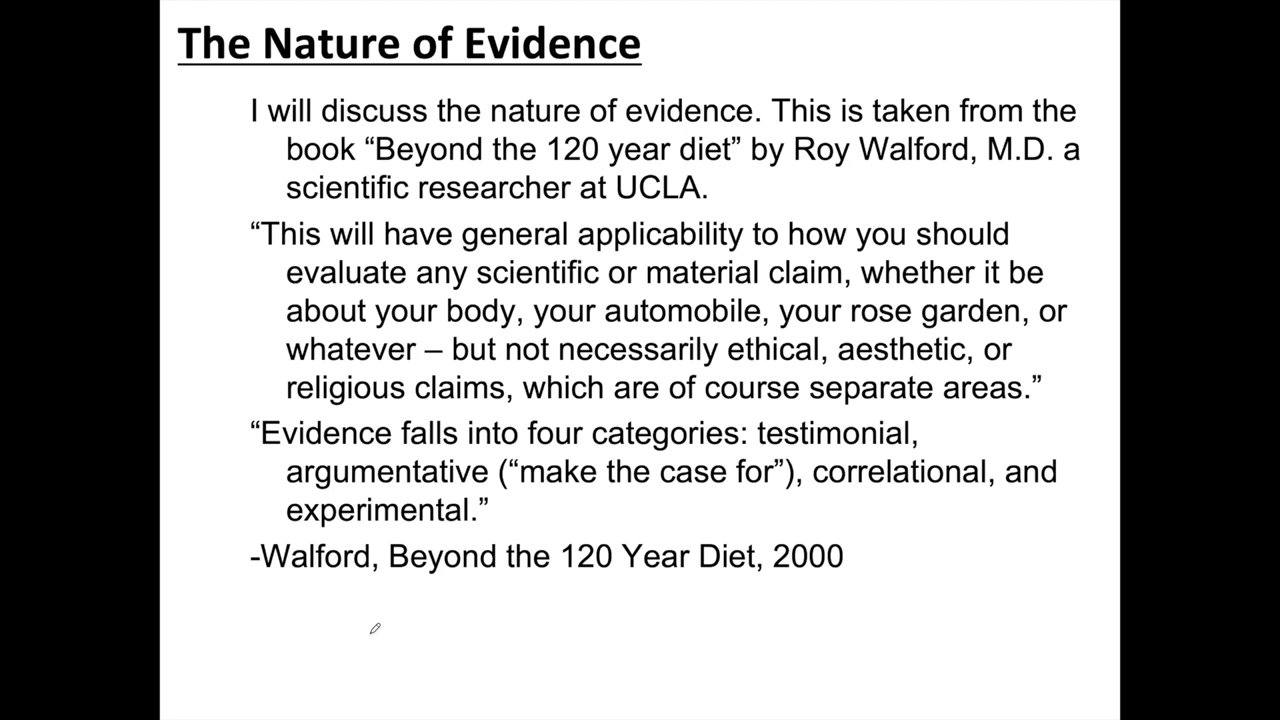 The Nature of Evidence
I will discuss the nature of evidence. This is taken from the
book “Beyond the 120 year diet” by Roy Walford, M.D. a
scientific researcher at UCLA.
“This will have general applicability to how you should
evaluate any scientific or material claim, whether it be
about your body, your automobile, your rose garden, or
whatever – but not necessarily ethical, aesthetic, or
religious claims, which are of course separate areas.”
“Evidence falls into four categories: testimonial,
argumentative (“make the case for”), correlational, and
experimental.”
-Walford, Beyond the 120 Year Diet, 2000